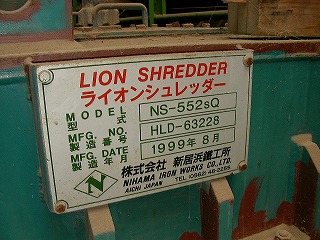 LION SHREDDER
ライオンシュレッダー
MODEL 型式 NS-552sQ
MFG. NO. 製造番号 HLD-63228
MFG. DATE 製造年月 1999年8月
株式会社 新居浜鐵工所
NIHAMA IRON WORKS CO.,LTD.
AICHI JAPAN
N